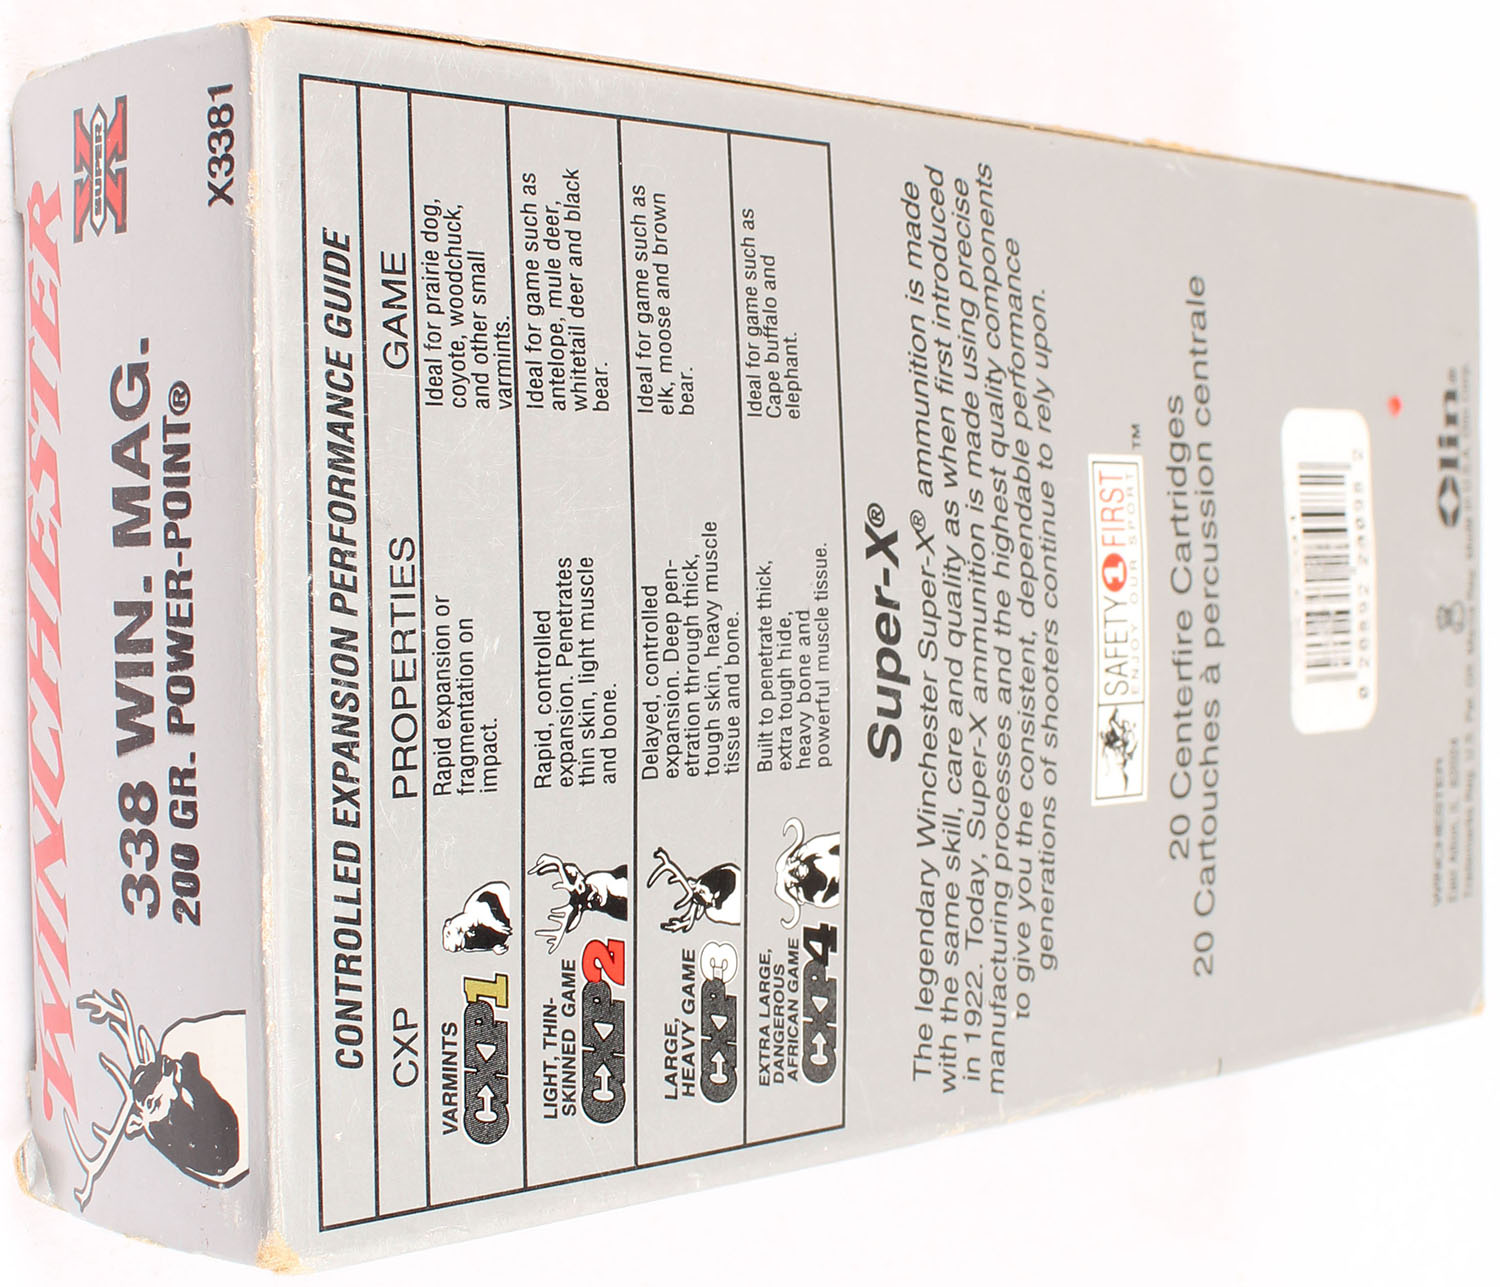 WINCHESTER
SUPER X
338 WIN. MAG.
200 GR. POWER-POINT®
X3381
CONTROLLED EXPANSION PERFORMANCE GUIDE
CXP PROPERTIES GAME
VARMINTS
CXP1
Rapid expansion or
fragmentation on
impact.
Ideal for prairie dog,
coyote, woodchuck,
and other small
varmints.
LIGHT, THIN-
SKINNED GAME
CXP2
Rapid, controlled
expansion. Penetrates
thin skin, light muscle
and bone.
Ideal for game such as
antelope, mule deer,
whitetail deer and black
bear.
LARGE,
HEAVY GAME
CXP3
Delayed, controlled
expansion. Deep pen-
etration through thick,
tough skin, heavy muscle
tissue and bone.
Ideal for game such as
elk, moose and brown
bear.
EXTRA LARGE,
DANGEROUS
AFRICAN GAME
CXP4
Built to penetrate thick,
extra tough hide,
heavy bone and
powerful muscle tissue.
Ideal for game such as
Cape buffalo and
elephant.
Super-X®
The legendary Winchester Super-X® ammunition is made
with the same skill, care and quality as when first introduced
in 1922. Today, Super-X ammunition is made using precise
manufacturing processes and the highest quality components
to give you the consistent, dependable performance
generations of shooters continue to rely upon.
SAFETY 1 FIRST ™
ENJOY OUR SPORT
20 Centerfire Cartridges
20 Cartouches à percussion centrale
WINCHESTER
East Alton, IL
Olin®